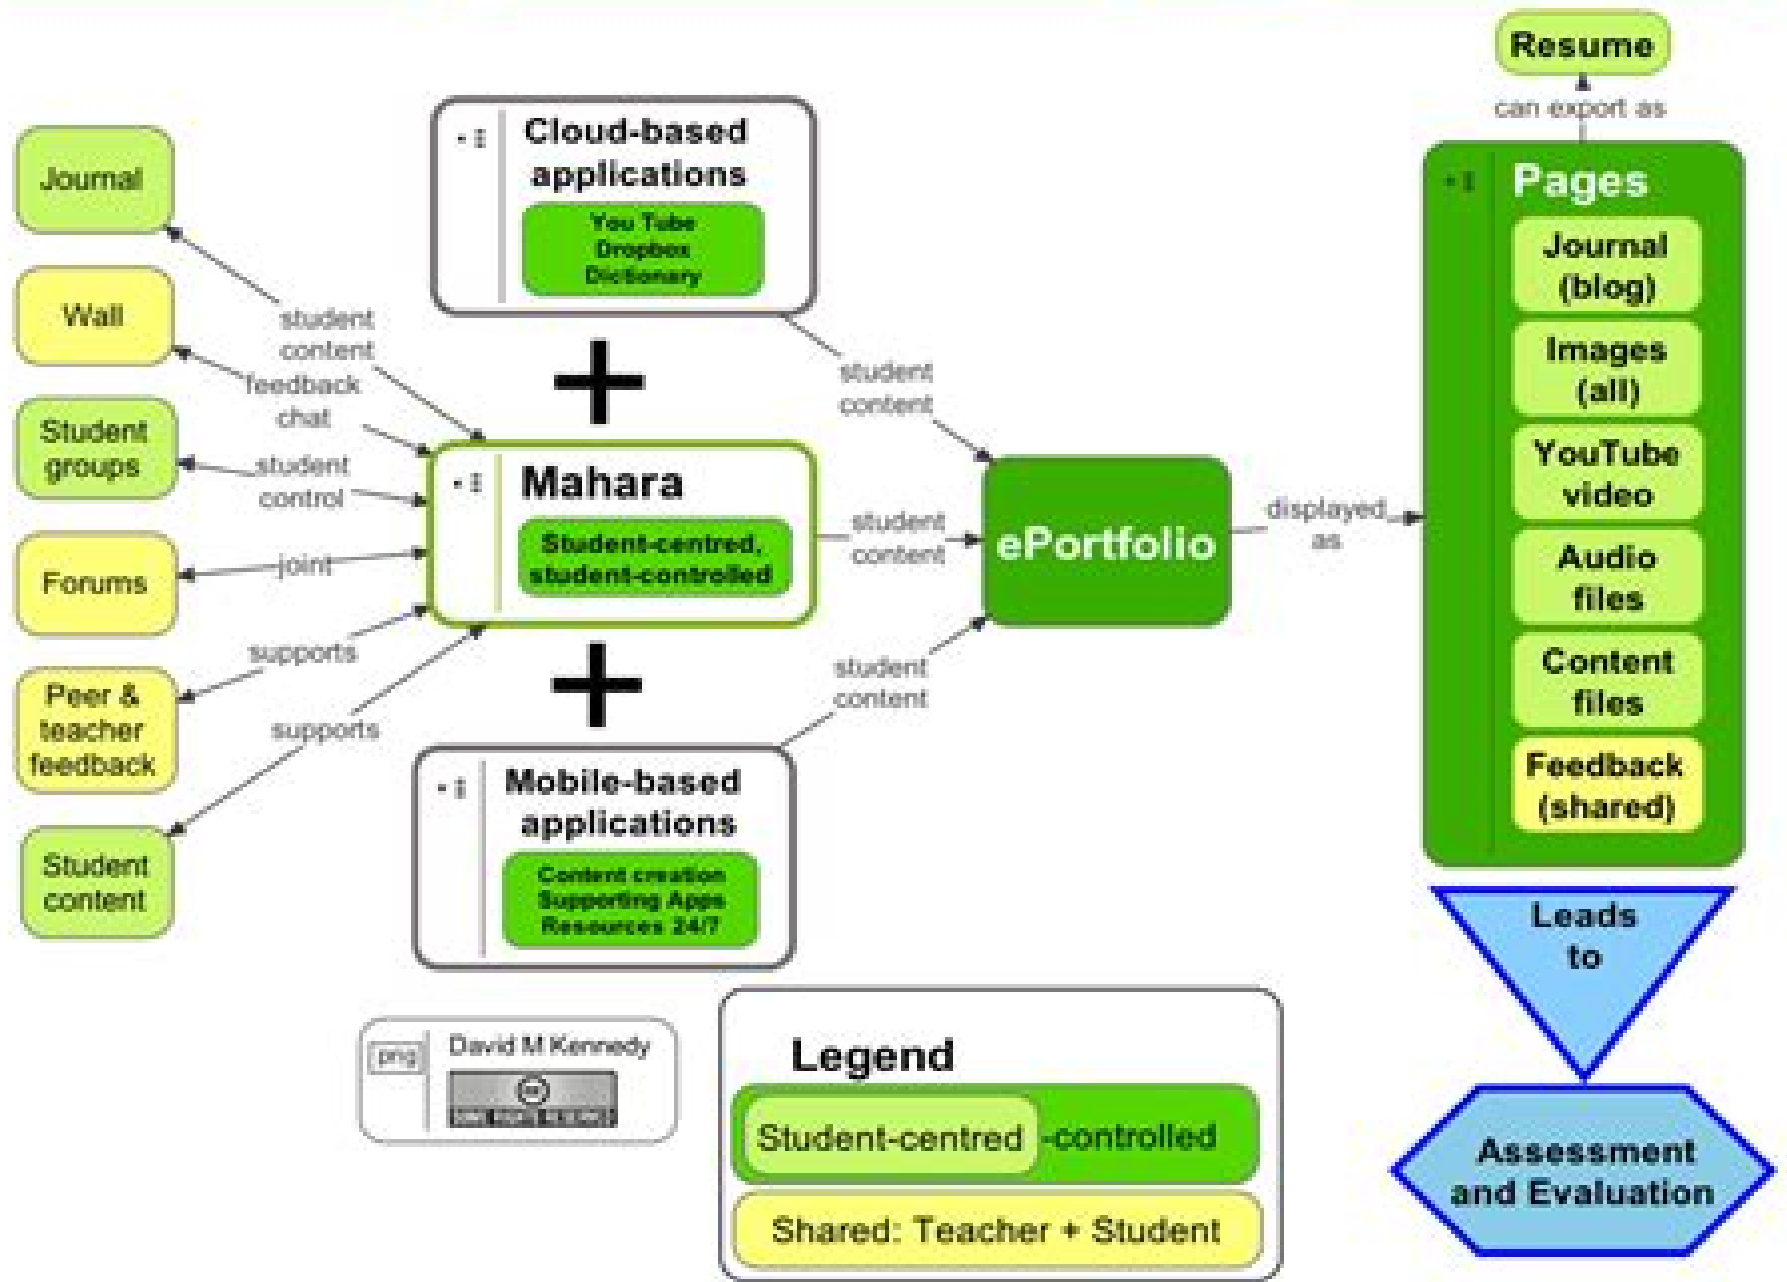 Resume
can export as
Pages
Journal
(blog)
Images
(all)
YouTube
video
Audio
files
Content
files
Feedback
(shared)
Leads
to
Assessment
and Evaluation
Cloud-based
applications
You Tube
Dropbox
Dictionary
Journal
Wall
Student
groups
Forums
Peer &
teacher
feedback
Student
content
student
content
feedback
chat
student
control
joint
supports
supports
Mahara
Student-centred,
student-controlled
Mobile-based
applications
Content creation
Supporting Apps
Resources 24/7
student
content
student
content
student
content
ePortfolio
displayed
as
png
David M Kennedy
Legend
Student-centred -controlled
Shared: Teacher + Student